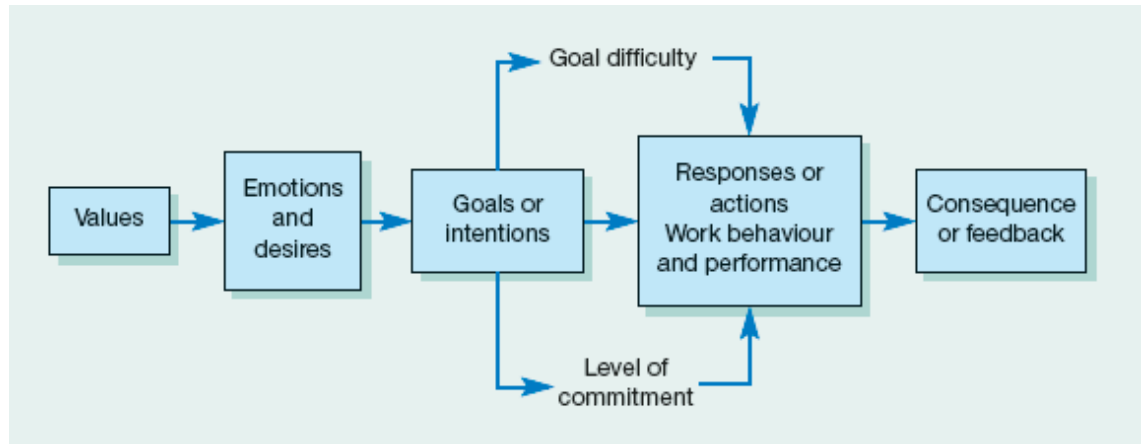 Goal difficulty
Values
Emotions
and
desires
Goals or
intentions
Responses or
actions
Work behaviour
and performance
Consequence
or feedback
Level of
commitment